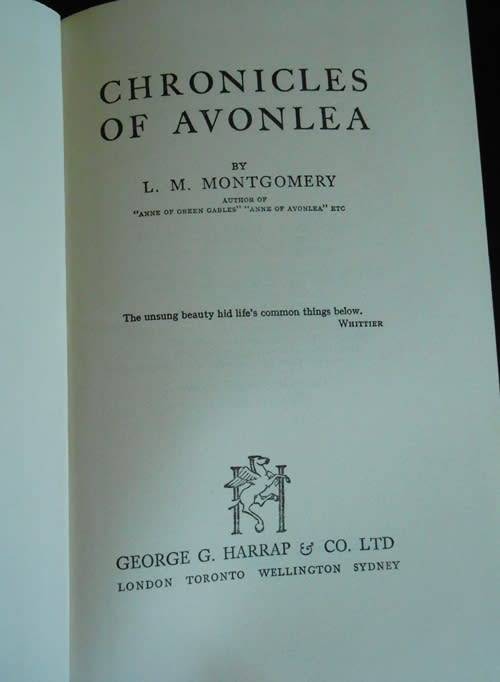 CHRONICLES
OF AVONLEA
BY
L. M. MONTGOMERY
AUTHOR OF
"ANNE OF GREEN GABLES" "ANNE OF AVONLEA" ETC
The unsung beauty hid life's common things below.
WHITTIER
GEORGE G. HARRAP & CO. LTD
LONDON TORONTO WELLINGTON SYDNEY